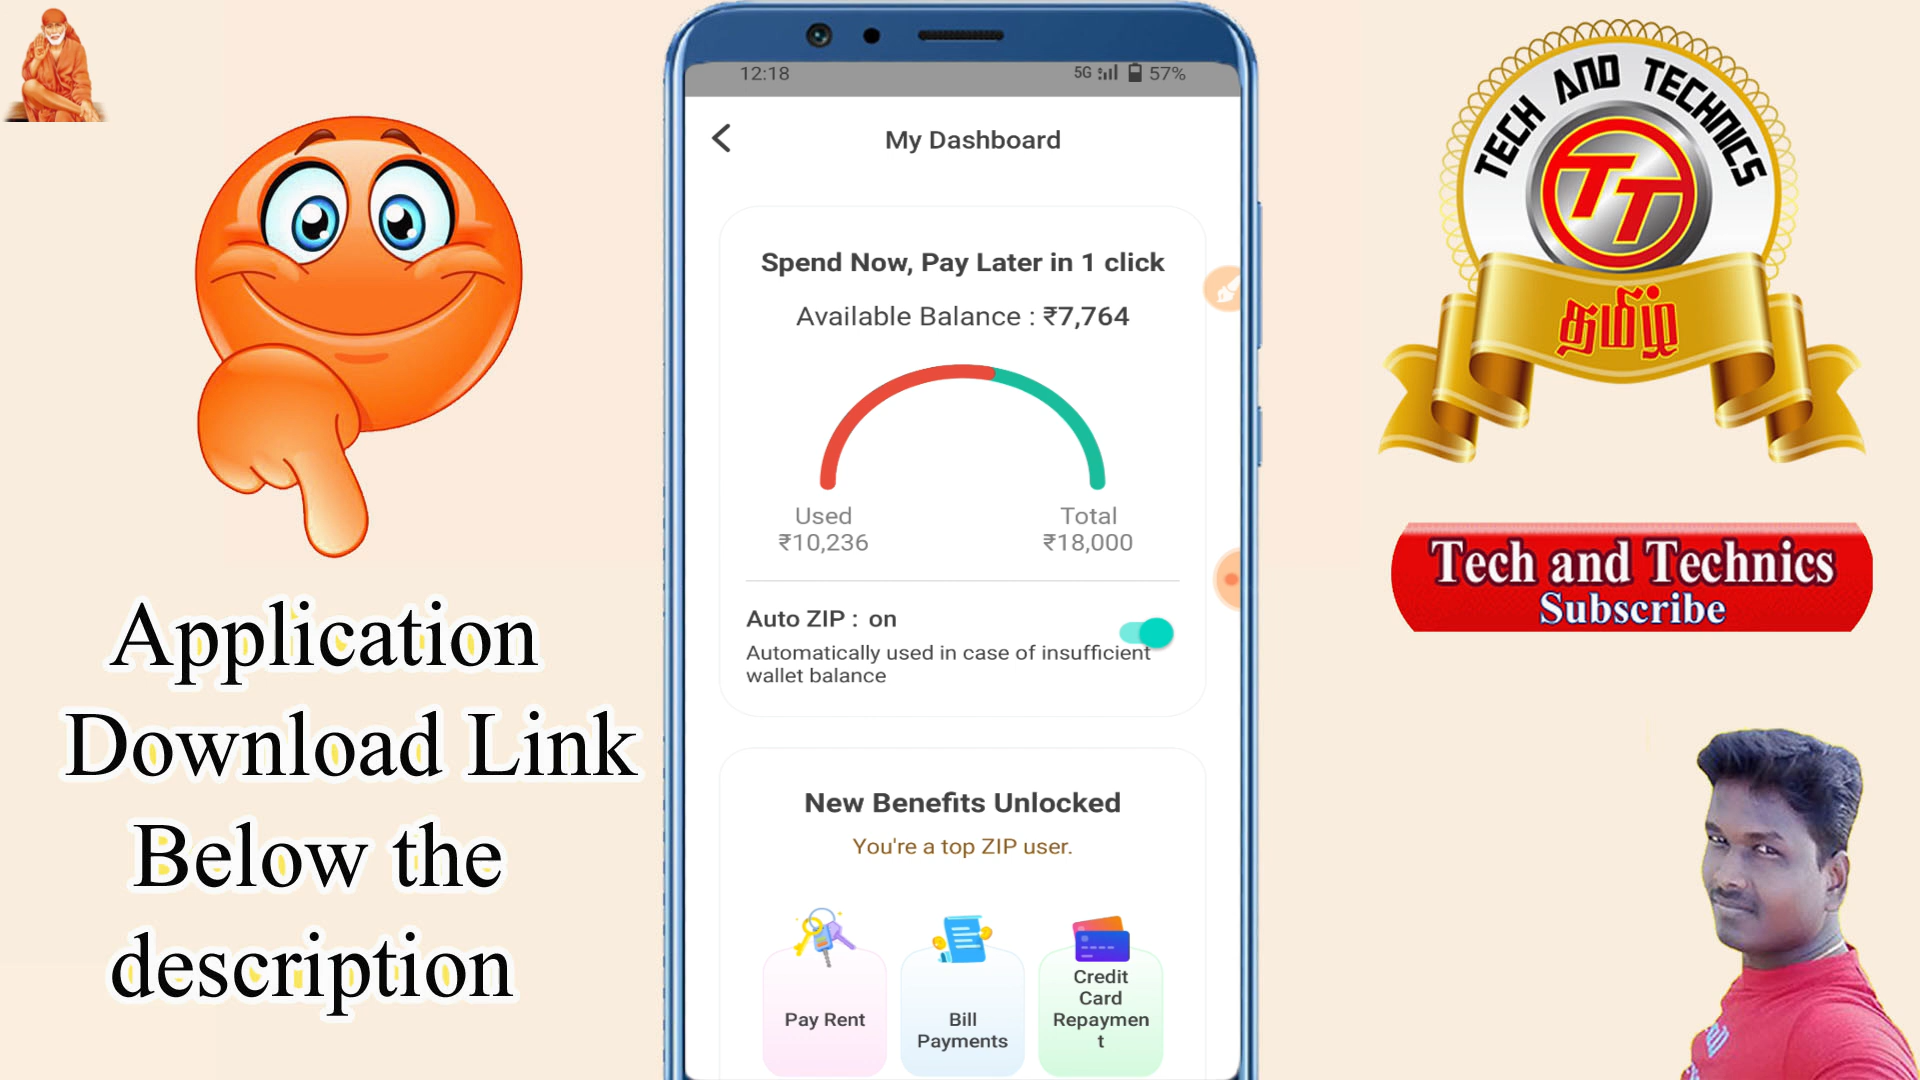 12:18
5G
57%
My Dashboard
Spend Now, Pay Later in 1 click
Available Balance : ₹7,764
Used
₹10,236
Total
₹18,000
Auto ZIP : on
Automatically used in case of insufficient
wallet balance
New Benefits Unlocked
You're a top ZIP user.
Pay Rent
Bill
Payments
Credit
Card
Repaymen
t
Application
Download Link
Below the
description
TECH AND TECHNICS
TT
தமிழ்
Tech and Technics
Subscribe